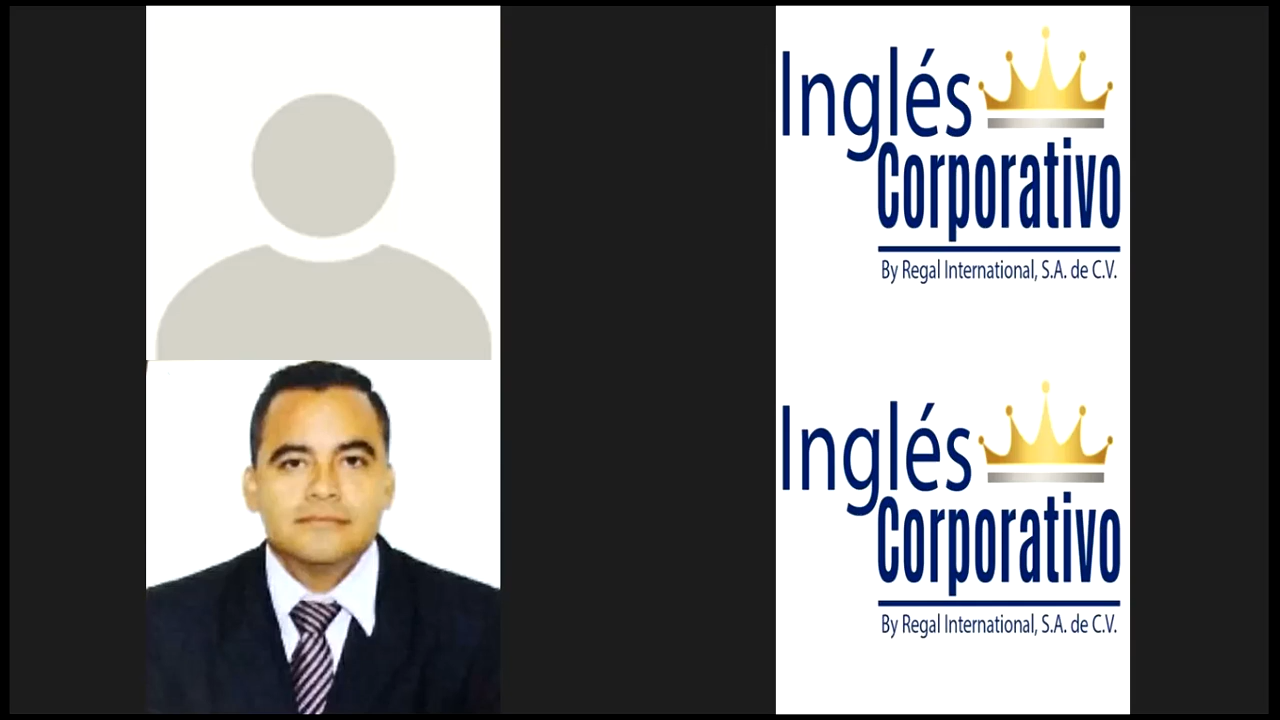 Inglés
Corporativo
By Regal International, S.A. de C.V.
Inglés
Corporativo
By Regal International, S.A. de C.V.